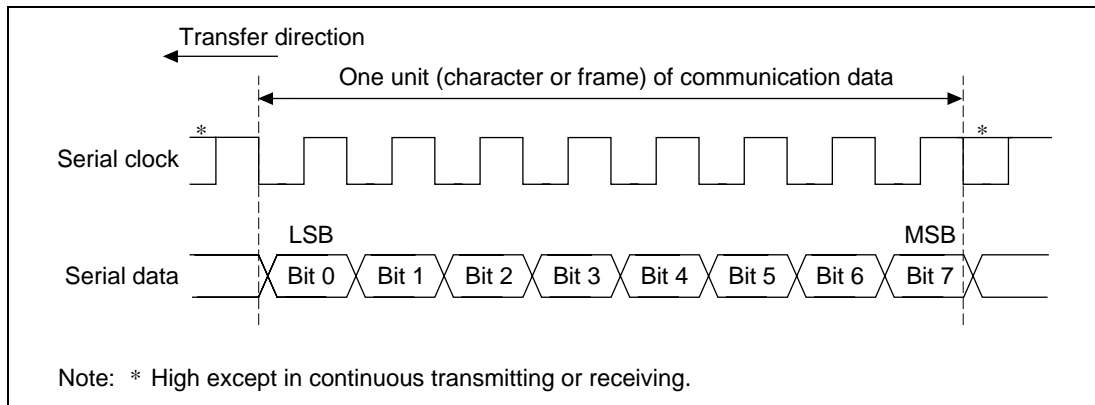 Transfer direction
One unit (character or frame) of communication data
* *
Serial clock
LSB MSB
Serial data Bit 0 Bit 1 Bit 2 Bit 3 Bit 4 Bit 5 Bit 6 Bit 7
Note: * High except in continuous transmitting or receiving.